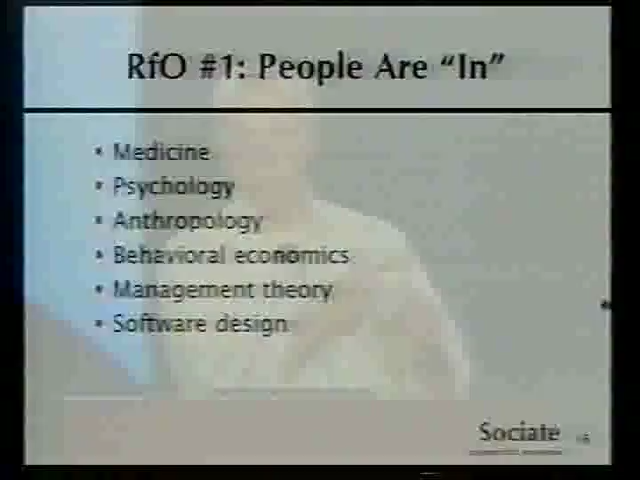 RfO #1: People Are “In”
• Medicine
• Psychology
• Anthropology
• Behavioral economics
• Management theory
• Software design
Sociate